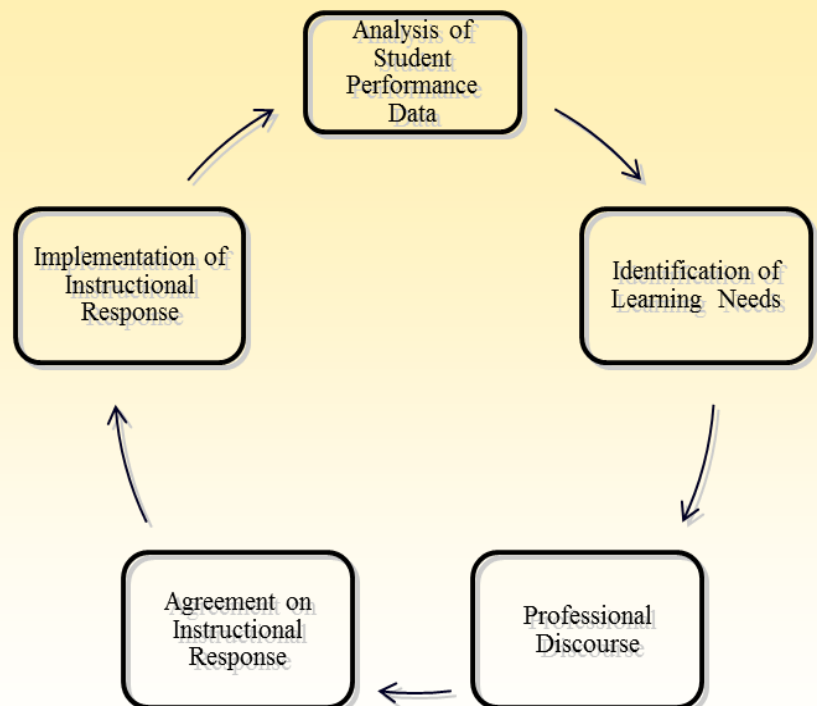 Analysis of
Student
Performance
Data
Identification of
Learning Needs
Professional
Discourse
Agreement on
Instructional
Response
Implementation of
Instructional
Response